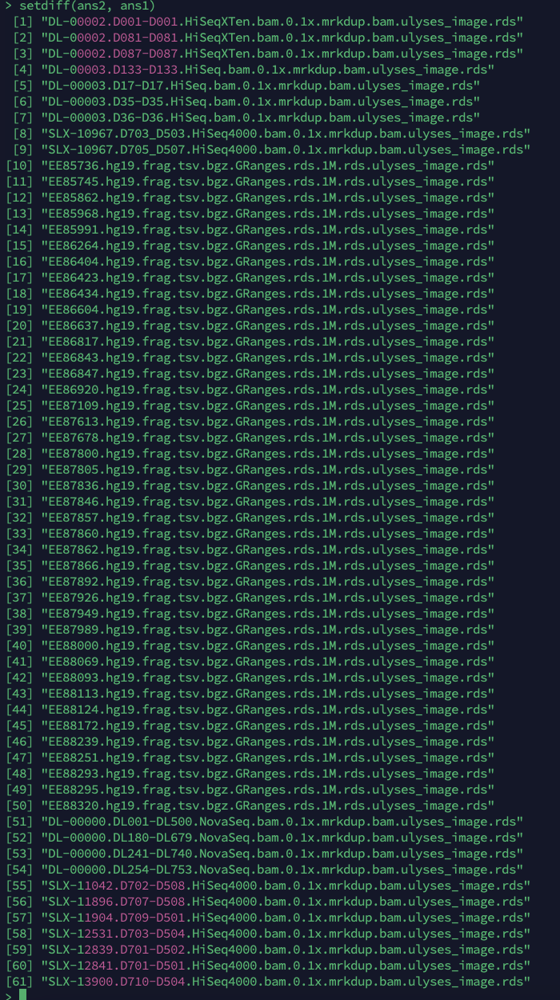 > setdiff(ans2, ans1)
[1] "DL-00002.D001-D001.HiSeqXTen.bam.0.1x.mrkdup.bam.ulyses_image.rds"
[2] "DL-00002.D081-D081.HiSeqXTen.bam.0.1x.mrkdup.bam.ulyses_image.rds"
[3] "DL-00002.D087-D087.HiSeqXTen.bam.0.1x.mrkdup.bam.ulyses_image.rds"
[4] "DL-00003.D133-D133.HiSeq.bam.0.1x.mrkdup.bam.ulyses_image.rds"
[5] "DL-00003.D17-D17.HiSeq.bam.0.1x.mrkdup.bam.ulyses_image.rds"
[6] "DL-00003.D35-D35.HiSeq.bam.0.1x.mrkdup.bam.ulyses_image.rds"
[7] "DL-00003.D36-D36.HiSeq.bam.0.1x.mrkdup.bam.ulyses_image.rds"
[8] "SLX-10967.D703_D503.HiSeq4000.bam.0.1x.mrkdup.bam.ulyses_image.rds"
[9] "SLX-10967.D705_D507.HiSeq4000.bam.0.1x.mrkdup.bam.ulyses_image.rds"
[10] "EE85736.hg19.frag.tsv.bgz.GRanges.rds.1M.rds.ulyses_image.rds"
[11] "EE85745.hg19.frag.tsv.bgz.GRanges.rds.1M.rds.ulyses_image.rds"
[12] "EE85862.hg19.frag.tsv.bgz.GRanges.rds.1M.rds.ulyses_image.rds"
[13] "EE85968.hg19.frag.tsv.bgz.GRanges.rds.1M.rds.ulyses_image.rds"
[14] "EE85991.hg19.frag.tsv.bgz.GRanges.rds.1M.rds.ulyses_image.rds"
[15] "EE86264.hg19.frag.tsv.bgz.GRanges.rds.1M.rds.ulyses_image.rds"
[16] "EE86404.hg19.frag.tsv.bgz.GRanges.rds.1M.rds.ulyses_image.rds"
[17] "EE86423.hg19.frag.tsv.bgz.GRanges.rds.1M.rds.ulyses_image.rds"
[18] "EE86434.hg19.frag.tsv.bgz.GRanges.rds.1M.rds.ulyses_image.rds"
[19] "EE86604.hg19.frag.tsv.bgz.GRanges.rds.1M.rds.ulyses_image.rds"
[20] "EE86637.hg19.frag.tsv.bgz.GRanges.rds.1M.rds.ulyses_image.rds"
[21] "EE86817.hg19.frag.tsv.bgz.GRanges.rds.1M.rds.ulyses_image.rds"
[22] "EE86843.hg19.frag.tsv.bgz.GRanges.rds.1M.rds.ulyses_image.rds"
[23] "EE86847.hg19.frag.tsv.bgz.GRanges.rds.1M.rds.ulyses_image.rds"
[24] "EE86920.hg19.frag.tsv.bgz.GRanges.rds.1M.rds.ulyses_image.rds"
[25] "EE87109.hg19.frag.tsv.bgz.GRanges.rds.1M.rds.ulyses_image.rds"
[26] "EE87613.hg19.frag.tsv.bgz.GRanges.rds.1M.rds.ulyses_image.rds"
[27] "EE87678.hg19.frag.tsv.bgz.GRanges.rds.1M.rds.ulyses_image.rds"
[28] "EE87800.hg19.frag.tsv.bgz.GRanges.rds.1M.rds.ulyses_image.rds"
[29] "EE87805.hg19.frag.tsv.bgz.GRanges.rds.1M.rds.ulyses_image.rds"
[30] "EE87836.hg19.frag.tsv.bgz.GRanges.rds.1M.rds.ulyses_image.rds"
[31] "EE87846.hg19.frag.tsv.bgz.GRanges.rds.1M.rds.ulyses_image.rds"
[32] "EE87857.hg19.frag.tsv.bgz.GRanges.rds.1M.rds.ulyses_image.rds"
[33] "EE87860.hg19.frag.tsv.bgz.GRanges.rds.1M.rds.ulyses_image.rds"
[34] "EE87862.hg19.frag.tsv.bgz.GRanges.rds.1M.rds.ulyses_image.rds"
[35] "EE87866.hg19.frag.tsv.bgz.GRanges.rds.1M.rds.ulyses_image.rds"
[36] "EE87892.hg19.frag.tsv.bgz.GRanges.rds.1M.rds.ulyses_image.rds"
[37] "EE87926.hg19.frag.tsv.bgz.GRanges.rds.1M.rds.ulyses_image.rds"
[38] "EE87949.hg19.frag.tsv.bgz.GRanges.rds.1M.rds.ulyses_image.rds"
[39] "EE87989.hg19.frag.tsv.bgz.GRanges.rds.1M.rds.ulyses_image.rds"
[40] "EE88000.hg19.frag.tsv.bgz.GRanges.rds.1M.rds.ulyses_image.rds"
[41] "EE88069.hg19.frag.tsv.bgz.GRanges.rds.1M.rds.ulyses_image.rds"
[42] "EE88093.hg19.frag.tsv.bgz.GRanges.rds.1M.rds.ulyses_image.rds"
[43] "EE88113.hg19.frag.tsv.bgz.GRanges.rds.1M.rds.ulyses_image.rds"
[44] "EE88124.hg19.frag.tsv.bgz.GRanges.rds.1M.rds.ulyses_image.rds"
[45] "EE88172.hg19.frag.tsv.bgz.GRanges.rds.1M.rds.ulyses_image.rds"
[46] "EE88239.hg19.frag.tsv.bgz.GRanges.rds.1M.rds.ulyses_image.rds"
[47] "EE88251.hg19.frag.tsv.bgz.GRanges.rds.1M.rds.ulyses_image.rds"
[48] "EE88293.hg19.frag.tsv.bgz.GRanges.rds.1M.rds.ulyses_image.rds"
[49] "EE88295.hg19.frag.tsv.bgz.GRanges.rds.1M.rds.ulyses_image.rds"
[50] "EE88320.hg19.frag.tsv.bgz.GRanges.rds.1M.rds.ulyses_image.rds"
[51] "DL-00000.DL001-DL500.NovaSeq.bam.0.1x.mrkdup.bam.ulyses_image.rds"
[52] "DL-00000.DL180-DL679.NovaSeq.bam.0.1x.mrkdup.bam.ulyses_image.rds"
[53] "DL-00000.DL241-DL740.NovaSeq.bam.0.1x.mrkdup.bam.ulyses_image.rds"
[54] "DL-00000.DL254-DL753.NovaSeq.bam.0.1x.mrkdup.bam.ulyses_image.rds"
[55] "SLX-11042.D702-D508.HiSeq4000.bam.0.1x.mrkdup.bam.ulyses_image.rds"
[56] "SLX-11896.D707-D508.HiSeq4000.bam.0.1x.mrkdup.bam.ulyses_image.rds"
[57] "SLX-11904.D709-D501.HiSeq4000.bam.0.1x.mrkdup.bam.ulyses_image.rds"
[58] "SLX-12531.D703-D504.HiSeq4000.bam.0.1x.mrkdup.bam.ulyses_image.rds"
[59] "SLX-12839.D701-D502.HiSeq4000.bam.0.1x.mrkdup.bam.ulyses_image.rds"
[60] "SLX-12841.D701-D501.HiSeq4000.bam.0.1x.mrkdup.bam.ulyses_image.rds"
[61] "SLX-13900.D710-D504.HiSeq4000.bam.0.1x.mrkdup.bam.ulyses_image.rds"
>